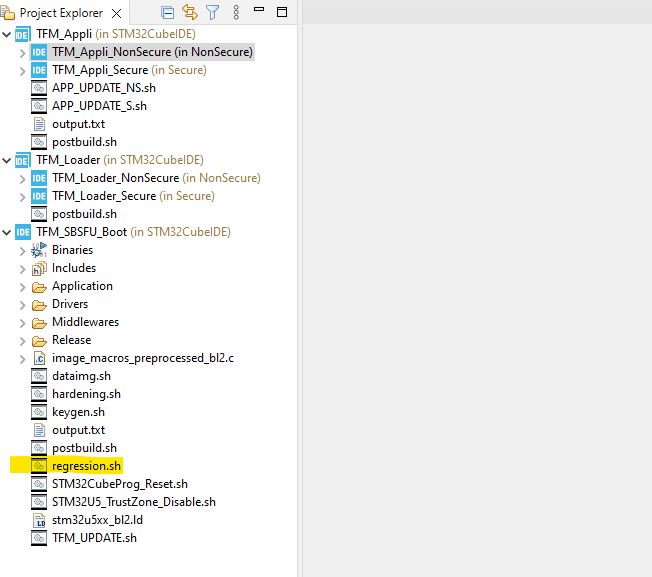 Project Explorer
TFM_Appli (in STM32CubeIDE)
IDE TFM_Appli_NonSecure (in NonSecure)
IDE TFM_Appli_Secure (in Secure)
APP_UPDATE_NS.sh
APP_UPDATE_S.sh
output.txt
postbuild.sh
TFM_Loader (in STM32CubeIDE)
IDE TFM_Loader_NonSecure (in NonSecure)
IDE TFM_Loader_Secure (in Secure)
postbuild.sh
IDE TFM_SBSFU_Boot (in STM32CubeIDE)
Binaries
Includes
Application
Drivers
Middlewares
Release
image_macros_preprocessed_bl2.c
dataimg.sh
hardening.sh
keygen.sh
output.txt
postbuild.sh
regression.sh
STM32CubeProg_Reset.sh
STM32U5_TrustZone_Disable.sh
stm32u5xx_bl2.ld
TFM_UPDATE.sh